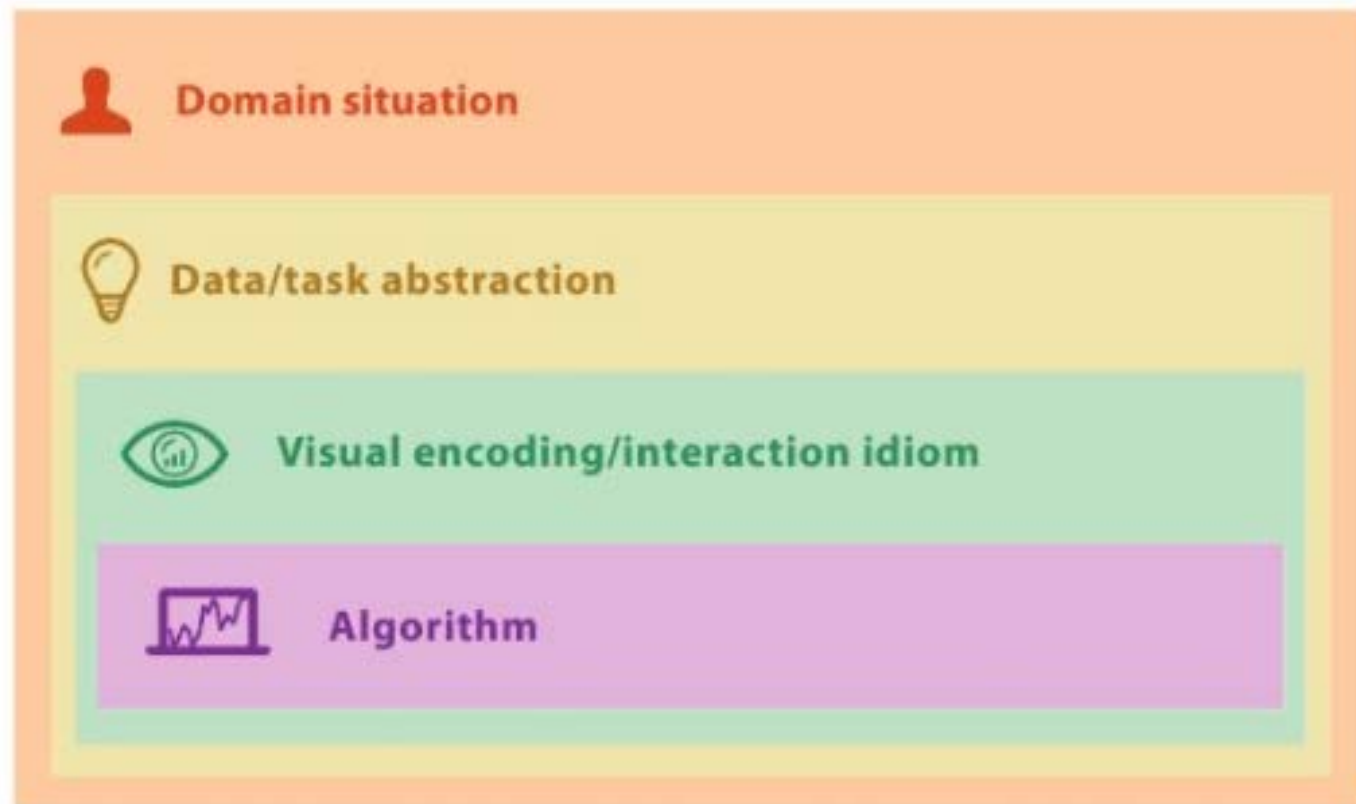 Domain situation
Data/task abstraction
Visual encoding/interaction idiom
Algorithm